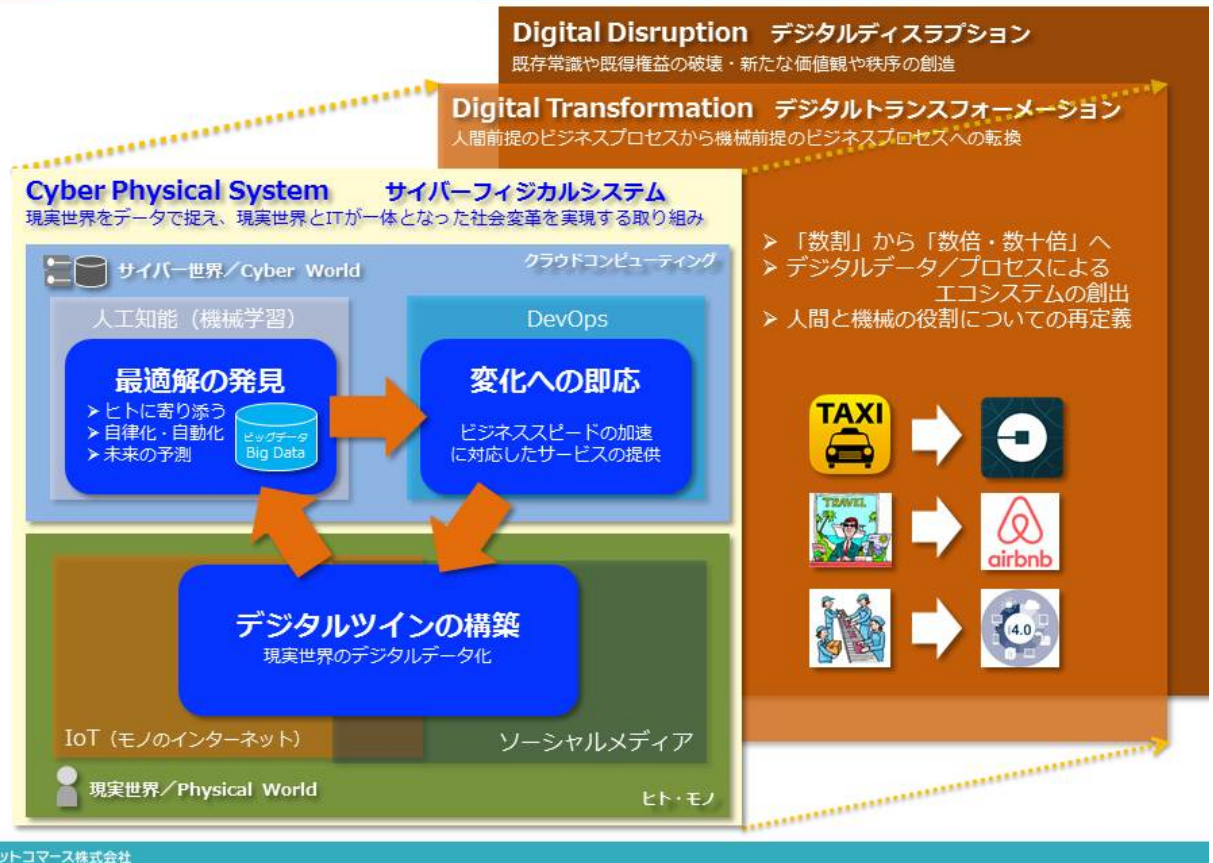 Digital Disruption デジタルディスラプション
既存常識や既得権益の破壊・新たな価値観や秩序の創造
Digital Transformation デジタルトランスフォーメーション
人間前提のビジネスプロセスから機械前提のビジネスプロセスへの転換
Cyber Physical System サイバーフィジカルシステム
現実世界をデータで捉え、現実世界とITが一体となった社会変革を実現する取り組み
サイバー世界／Cyber World
クラウドコンピューティング
人工知能（機械学習）
最適解の発見
➤ヒトに寄り添う
➤自律化・自動化
➤未来の予測
ビッグデータ
Big Data
DevOps
変化への即応
ビジネススピードの加速
に対応したサービスの提供
デジタルツインの構築
現実世界のデジタルデータ化
IoT（モノのインターネット）
ソーシャルメディア
現実世界／Physical World
ヒト・モノ
➤ 「数割」から「数倍・数十倍」へ
➤ デジタルデータ／プロセスによる
エコシステムの創出
➤ 人間と機械の役割についての再定義
TAXI
TRAVEL
airbnb
4.0
ットコマース株式会社